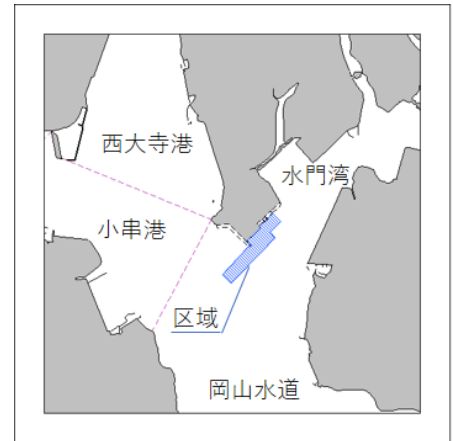 西大寺港
水門湾
小串港
区域
岡山水道